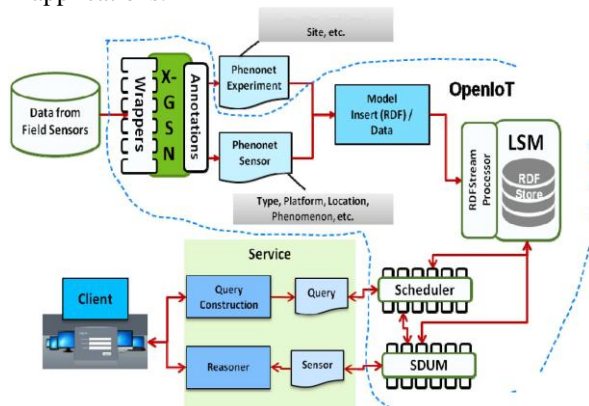 applications.
Site, etc.
Data from
Field Sensors
Wrappers
X-
G
S
N
Annotations
Phenonet
Experiment
Phenonet
Sensor
Type, Platform, Location,
Phenomenon, etc.
Model
Insert (RDF) /
Data
OpenIoT
RDFStream
Processor
LSM
RDF
Store
Service
Client
Query
Construction
Query
Scheduler
Reasoner
Sensor
SDUM